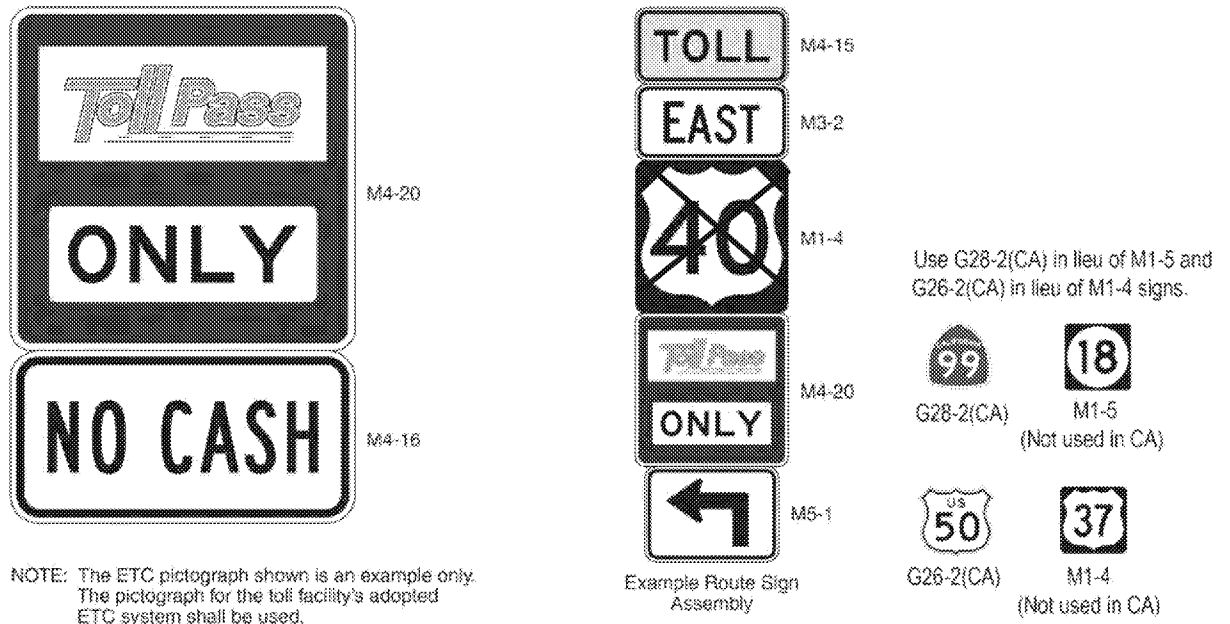 Toll Pass
ONLY
M4-20
NO CASH
M4-16
NOTE: The ETC pictograph shown is an example only.
The pictograph for the toll facility's adopted
ETC system shall be used.
TOLL
M4-15
EAST
M3-2
40
M1-4
Toll Pass
ONLY
M4-20
M5-1
Example Route Sign
Assembly
Use G28-2(CA) in lieu of M1-5 and
G26-2(CA) in lieu of M1-4 signs.
99
G28-2(CA)
18
M1-5
(Not used in CA)
US
50
G26-2(CA)
37
M1-4
(Not used in CA)